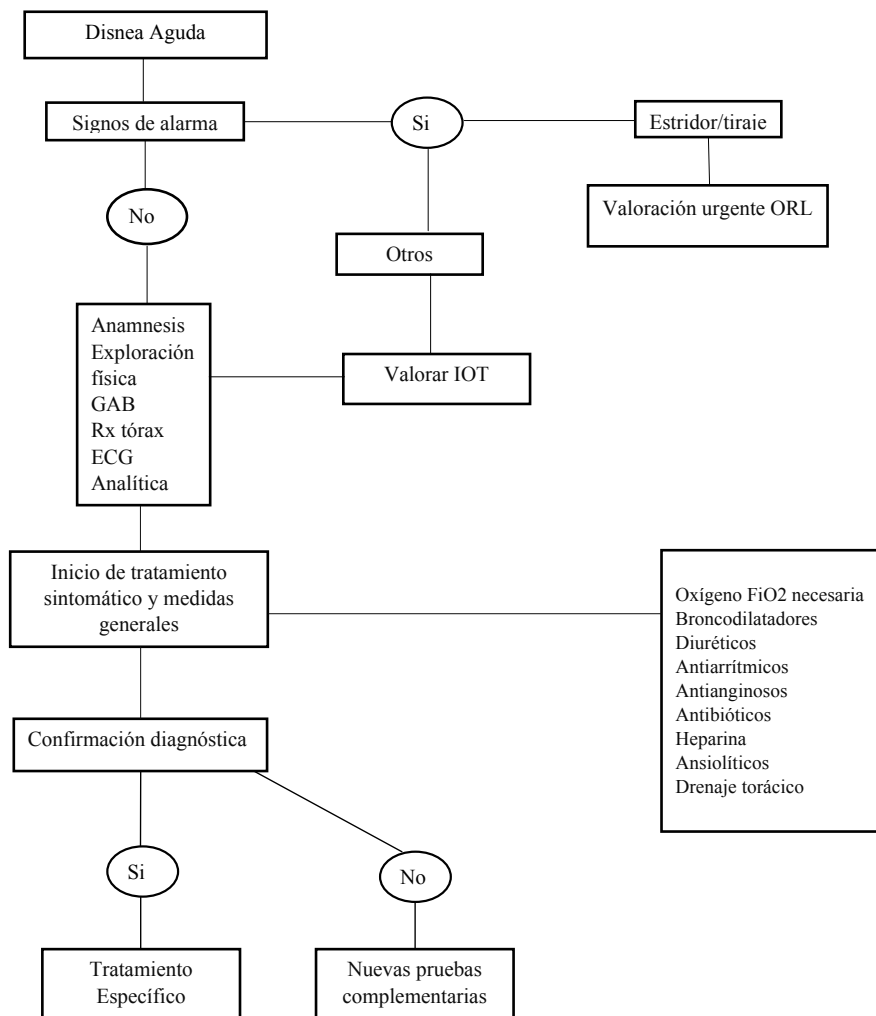 Disnea Aguda
Signos de alarma
Si
Estridor/tiraje
No
Valoración urgente ORL
Otros
Anamnesis
Exploración
física
GAB
Rx tórax
ECG
Analítica
Valorar IOT
Inicio de tratamiento
sintomático y medidas
generales
Oxígeno FiO2 necesaria
Broncodilatadores
Diuréticos
Antiarrítmicos
Antianginosos
Antibióticos
Heparina
Ansiolíticos
Drenaje torácico
Confirmación diagnóstica
Si
No
Tratamiento
Específico
Nuevas pruebas
complementarias